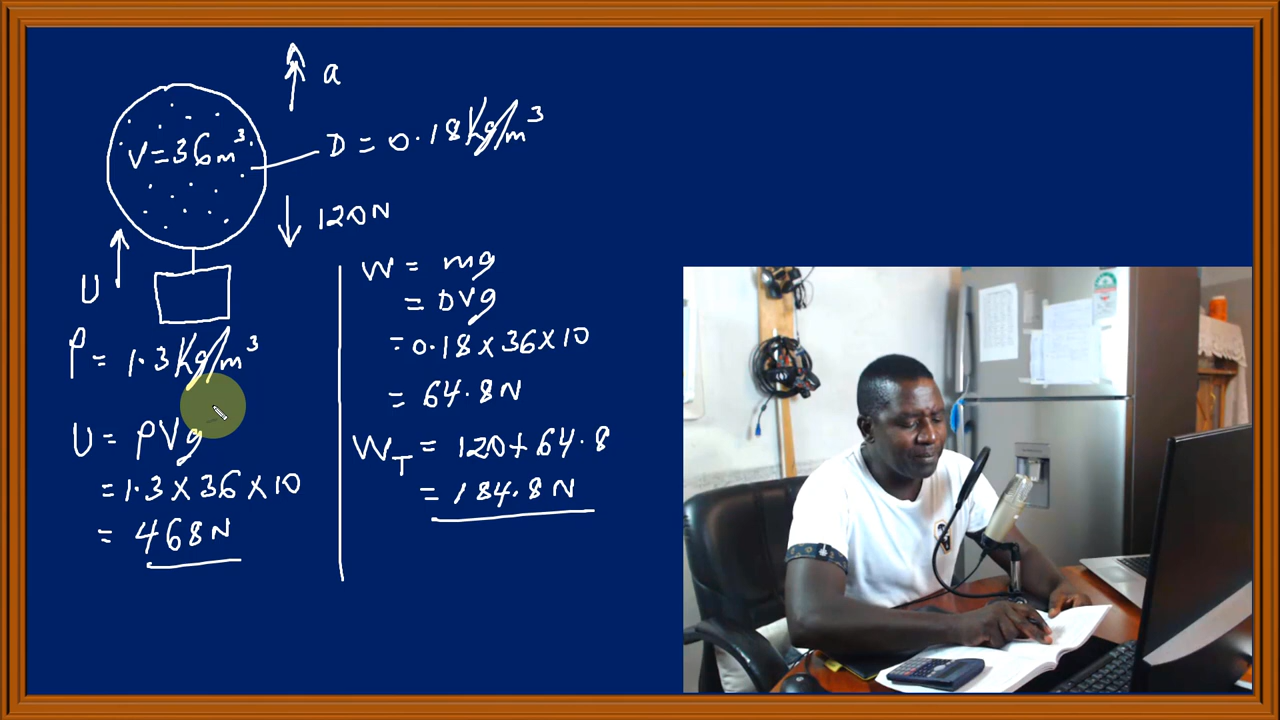 a
V=36m³
D = 0.18Kg/m³
120N
U
ρ = 1.3Kg/m³
U = ρVg
=1.3×36×10
= 468N
W = mg
= DVg
=0.18×36×10
= 64.8N
W_T = 120+64.8
= 184.8N